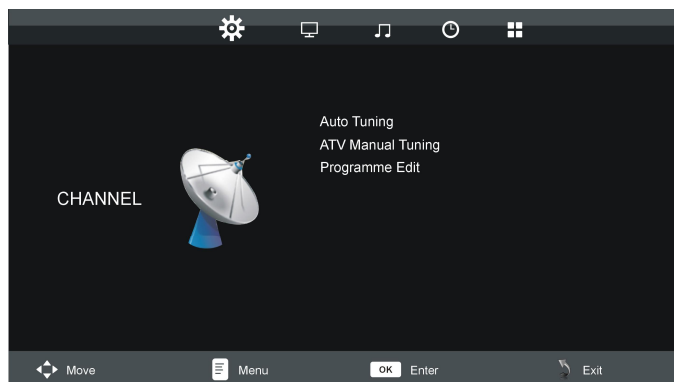 Auto Tuning
ATV Manual Tuning
Programme Edit
CHANNEL
Move Menu OK Enter Exit